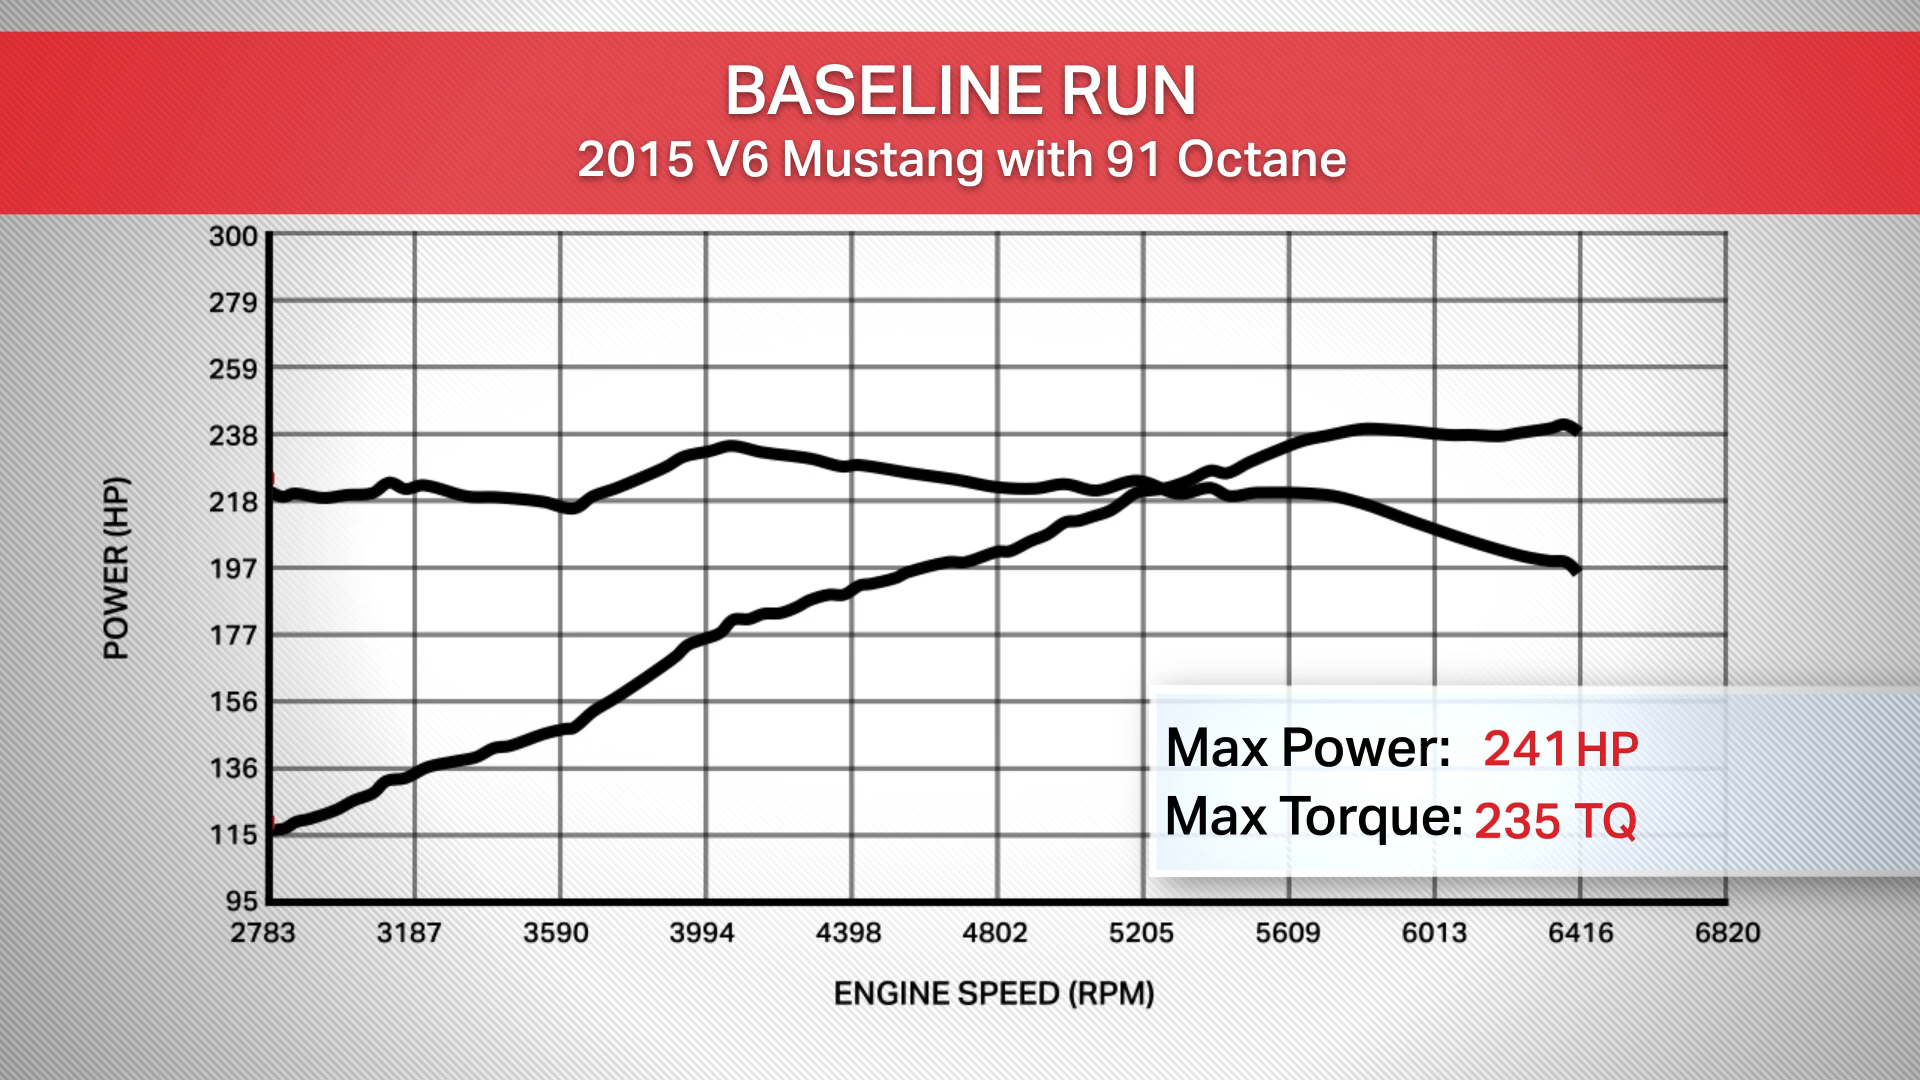 BASELINE RUN
2015 V6 Mustang with 91 Octane
300
279
259
238
218
197
177
156
136
115
95
POWER (HP)
2783 3187 3590 3994 4398 4802 5205 5609 6013 6416 6820
ENGINE SPEED (RPM)
Max Power: 241 HP
Max Torque: 235 TQ